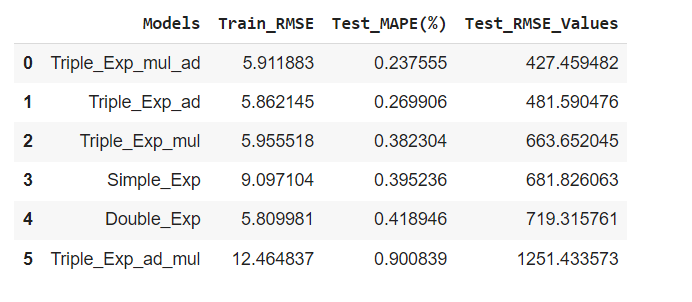 Models Train_RMSE Test_MAPE(%) Test_RMSE_Values
0 Triple_Exp_mul_ad 5.911883 0.237555 427.459482
1 Triple_Exp_ad 5.862145 0.269906 481.590476
2 Triple_Exp_mul 5.955518 0.382304 663.652045
3 Simple_Exp 9.097104 0.395236 681.826063
4 Double_Exp 5.809981 0.418946 719.315761
5 Triple_Exp_ad_mul 12.464837 0.900839 1251.433573